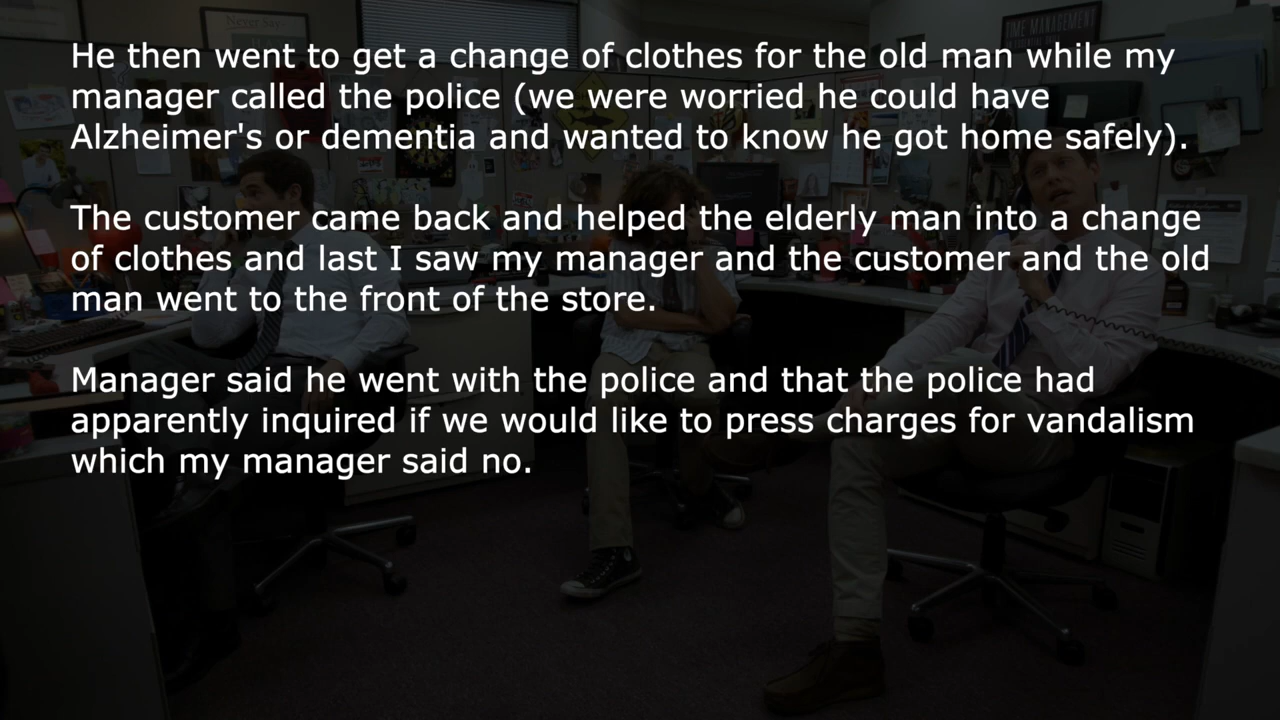 Never Say-
TIME MANAGEMENT
He then went to get a change of clothes for the old man while my
manager called the police (we were worried he could have
Alzheimer's or dementia and wanted to know he got home safely).
The customer came back and helped the elderly man into a change
of clothes and last I saw my manager and the customer and the old
man went to the front of the store.
Manager said he went with the police and that the police had
apparently inquired if we would like to press charges for vandalism
which my manager said no.